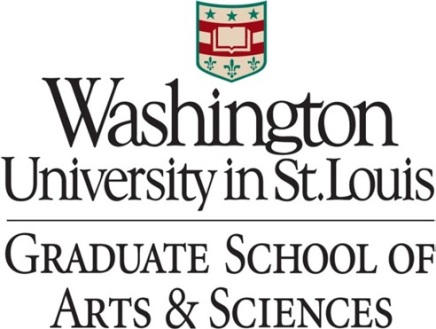 Washington
University in St. Louis
GRADUATE SCHOOL OF
ARTS & SCIENCES